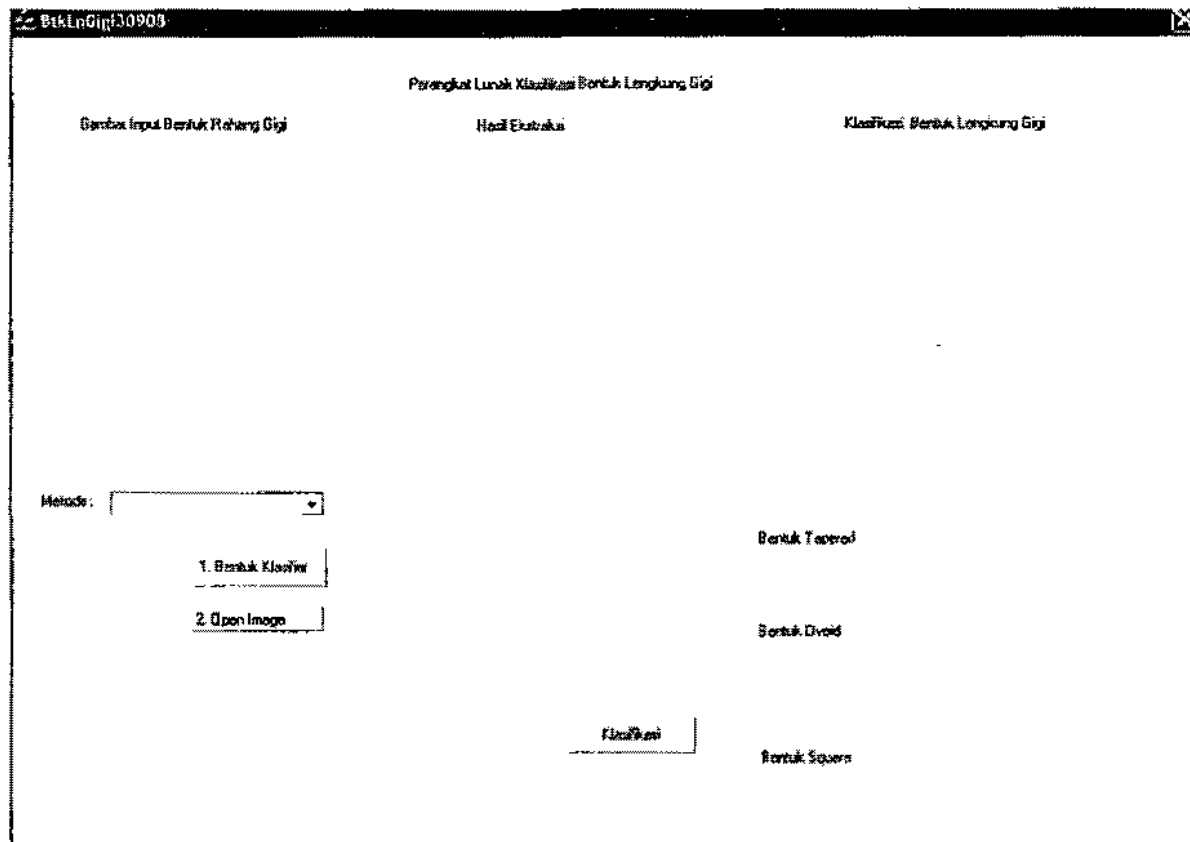 BtkLnGigi30908
Perangkat Lunak Klasifikasi Bentuk Lengkung Gigi
Gambar Input Bentuk Rahang Gigi
Hasil Ekstraksi
Klasifikasi Bentuk Lengkung Gigi
Metode :
1. Bentuk Klasifier
2. Open Image
Klasifikasi
Bentuk Tapered
Bentuk Ovoid
Bentuk Square